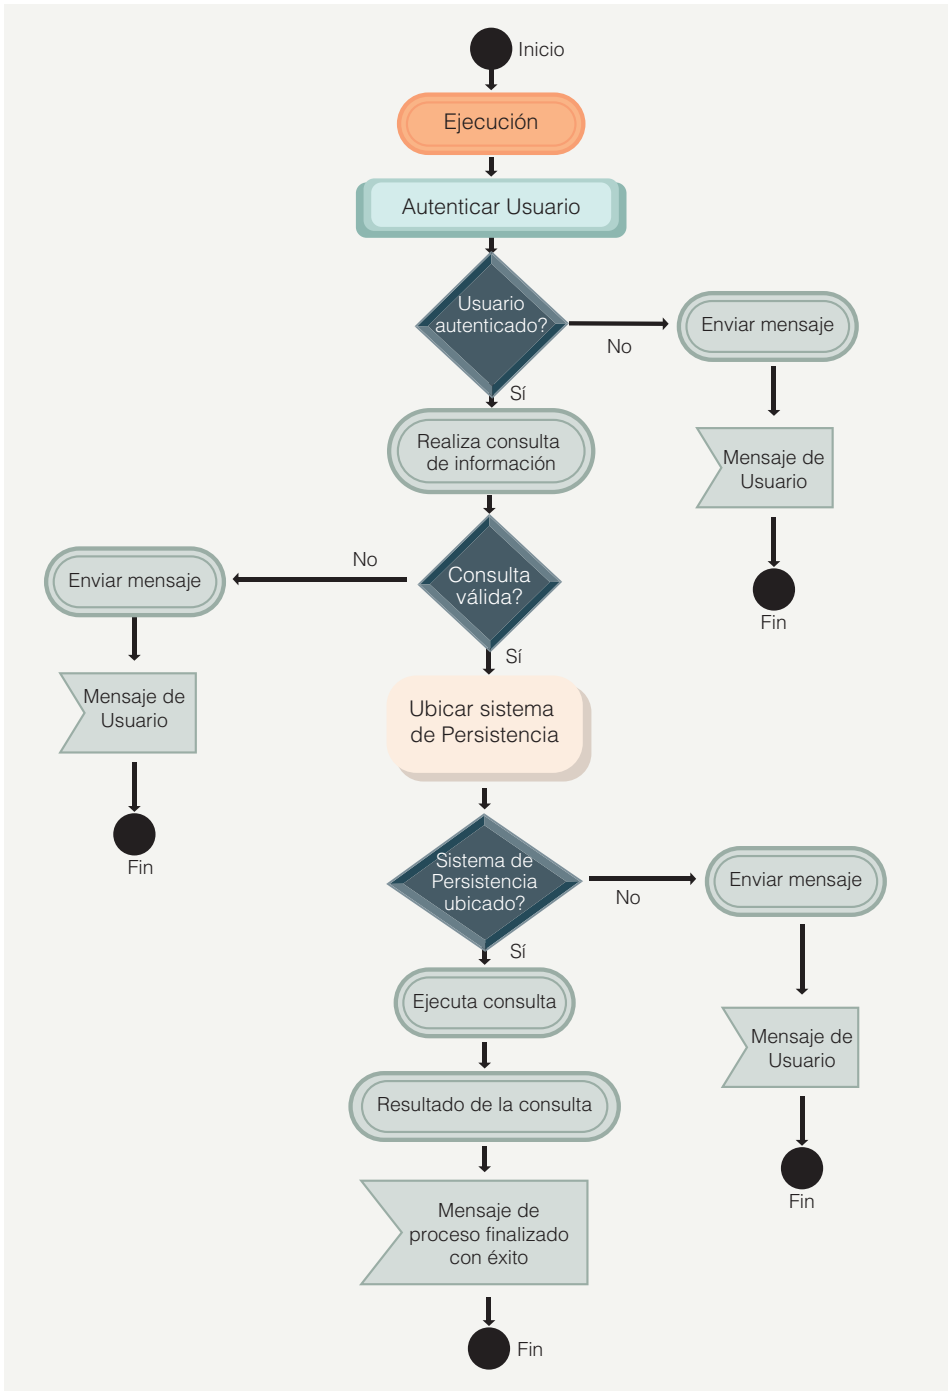 Inicio
Ejecución
Autenticar Usuario
Usuario
autenticado?
No
Enviar mensaje
Mensaje de
Usuario
Fin
Sí
Realiza consulta
de información
Consulta
válida?
No
Enviar mensaje
Mensaje de
Usuario
Fin
Sí
Ubicar sistema
de Persistencia
Sistema de
Persistencia
ubicado?
No
Enviar mensaje
Mensaje de
Usuario
Fin
Sí
Ejecuta consulta
Resultado de la consulta
Mensaje de
proceso finalizado
con éxito
Fin